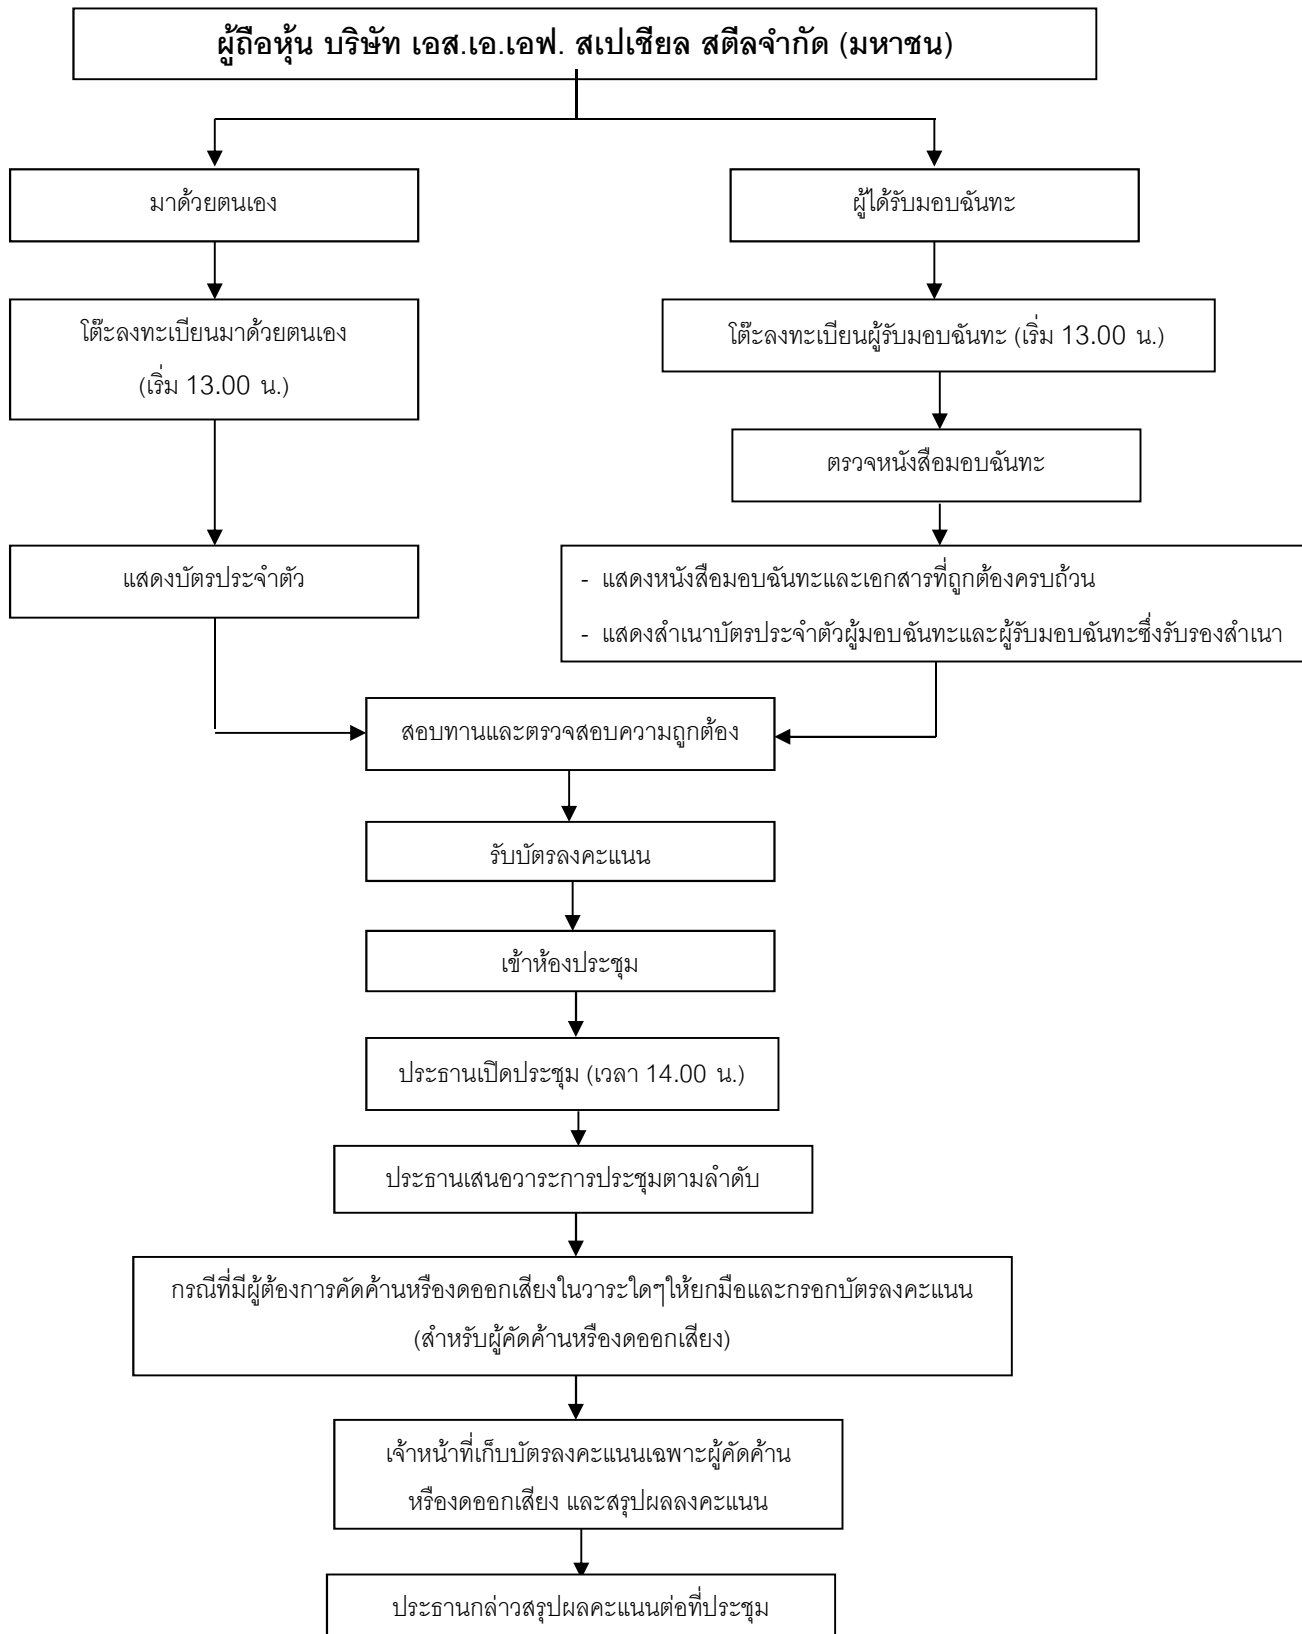 ผู้ถือหุ้น บริษัท เอส.เอ.เอฟ. สเปเชียล สตีลจำกัด (มหาชน)
มาด้วยตนเอง
ผู้ได้รับมอบฉันทะ
โต๊ะลงทะเบียนมาด้วยตนเอง
(เริ่ม 13.00 น.)
โต๊ะลงทะเบียนผู้รับมอบฉันทะ (เริ่ม 13.00 น.)
ตรวจหนังสือมอบฉันทะ
แสดงบัตรประจำตัว
- แสดงหนังสือมอบฉันทะและเอกสารที่ถูกต้องครบถ้วน
- แสดงสำเนาบัตรประจำตัวผู้มอบฉันทะและผู้รับมอบฉันทะซึ่งรับรองสำเนา
สอบทานและตรวจสอบความถูกต้อง
รับบัตรลงคะแนน
เข้าห้องประชุม
ประธานเปิดประชุม (เวลา 14.00 น.)
ประธานเสนอวาระการประชุมตามลำดับ
กรณีที่มีผู้ต้องการคัดค้านหรืองดออกเสียงในวาระใดๆให้ยกมือและกรอกบัตรลงคะแนน
(สำหรับผู้คัดค้านหรืองดออกเสียง)
เจ้าหน้าที่เก็บบัตรลงคะแนนเฉพาะผู้คัดค้าน
หรืองดออกเสียง และสรุปผลลงคะแนน
ประธานกล่าวสรุปผลคะแนนต่อที่ประชุม